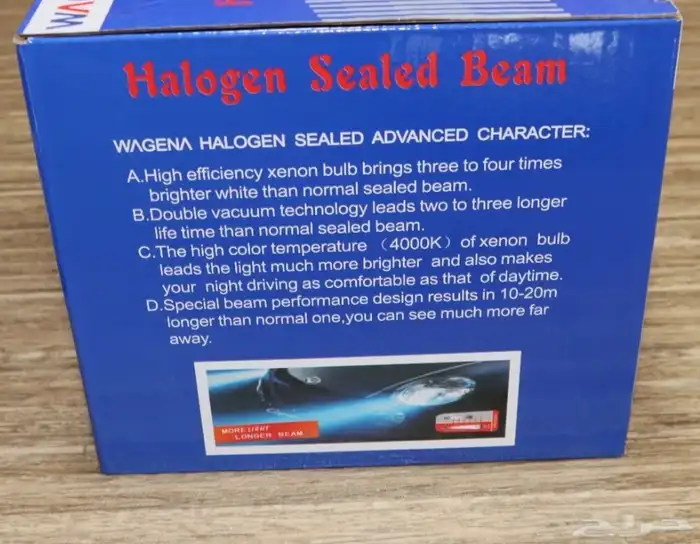 WAG
Halogen Sealed Beam
WAGENA HALOGEN SEALED ADVANCED CHARACTER:
A.High efficiency xenon bulb brings three to four times
brighter white than normal sealed beam.
B.Double vacuum technology leads two to three longer
life time than normal sealed beam.
C.The high color temperature (4000K) of xenon bulb
leads the light much more brighter and also makes
your night driving as comfortable as that of daytime.
D.Special beam performance design results in 10-20m
longer than normal one,you can see much more far
away.
MORE LIGHT
LONGER BEAM
حراج